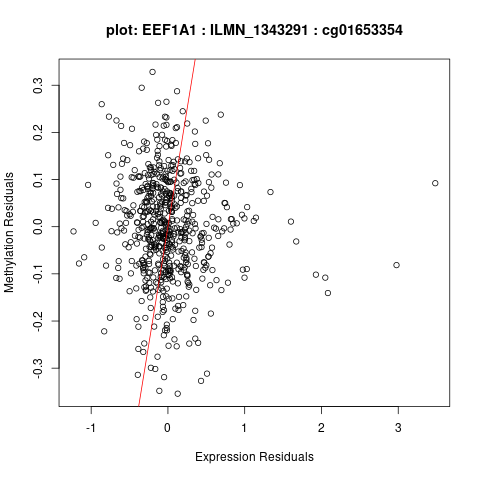 plot: EEF1A1 : ILMN_1343291 : cg01653354
Methylation Residuals
0.3
0.2
0.1
0.0
-0.1
-0.2
-0.3
-1 0 1 2 3
Expression Residuals